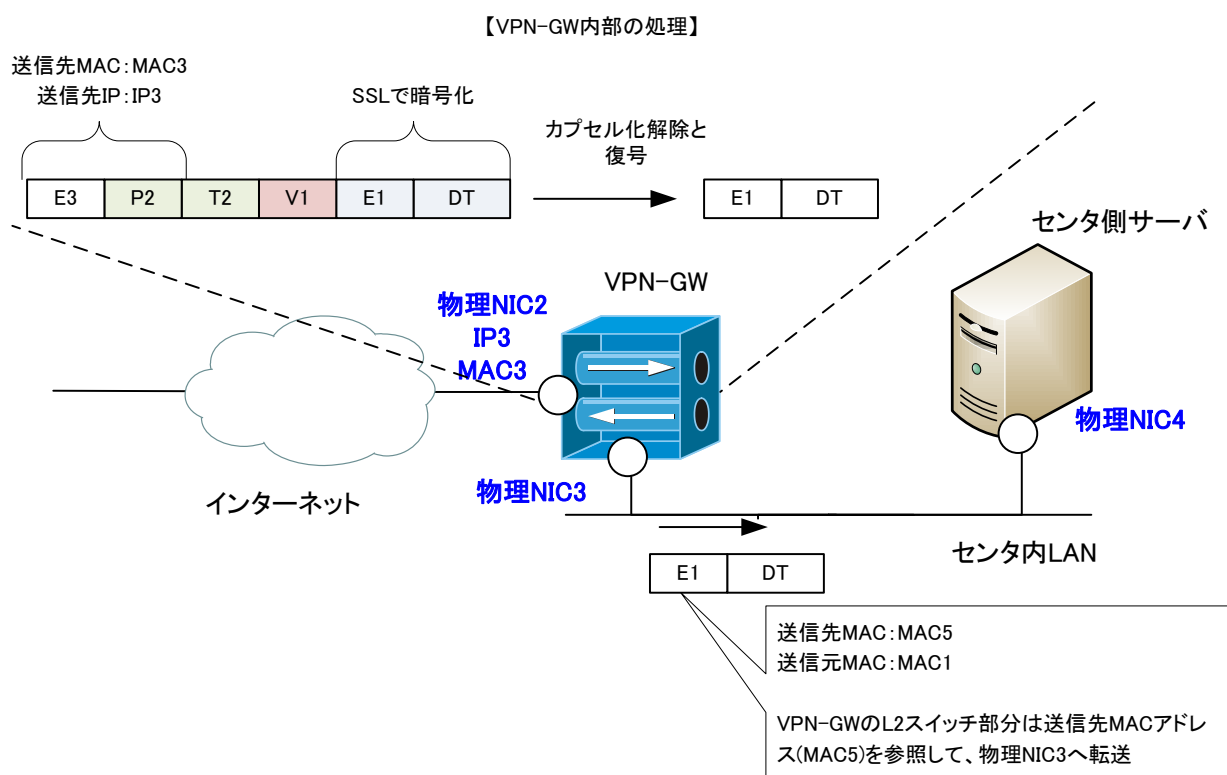 【VPN-GW内部の処理】
送信先MAC:MAC3
送信先IP:IP3
SSLで暗号化
カプセル化解除と
復号
E3 P2 T2 V1 E1 DT
E1 DT
センタ側サーバ
VPN-GW
物理NIC2
IP3
MAC3
物理NIC4
物理NIC3
インターネット
センタ内LAN
E1 DT
送信先MAC:MAC5
送信元MAC:MAC1
VPN-GWのL2スイッチ部分は送信先MACアドレ
ス(MAC5)を参照して、物理NIC3へ転送